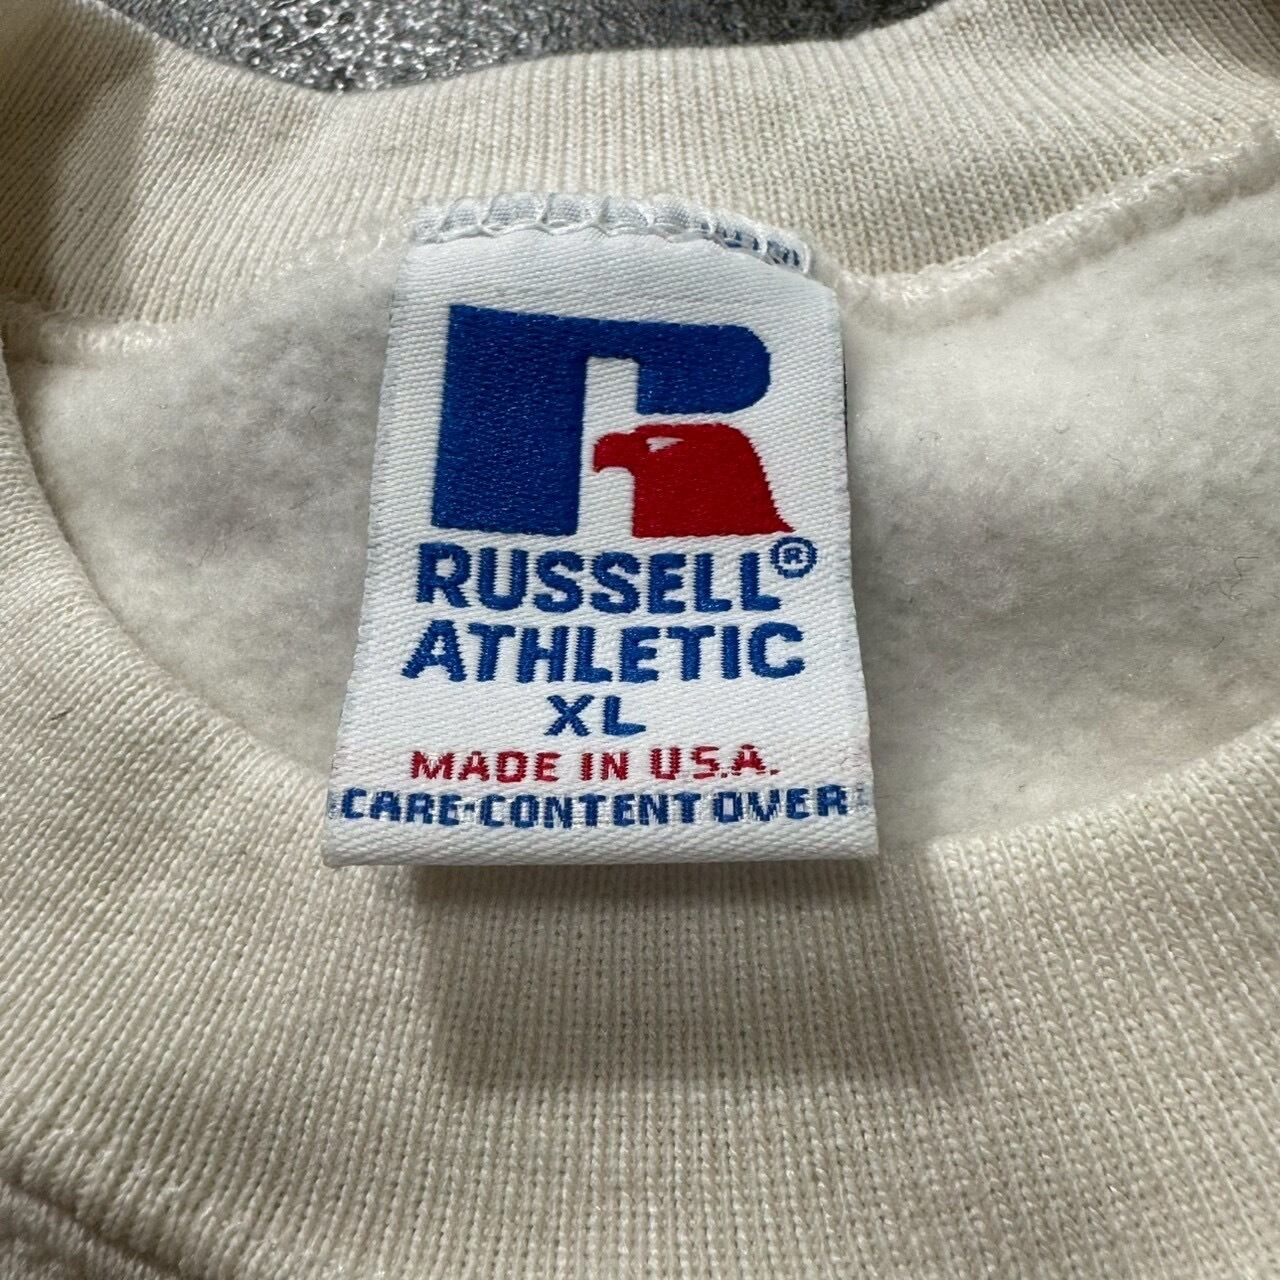 R
RUSSELL®
ATHLETIC
XL
MADE IN U.S.A.
CARE-CONTENT OVER